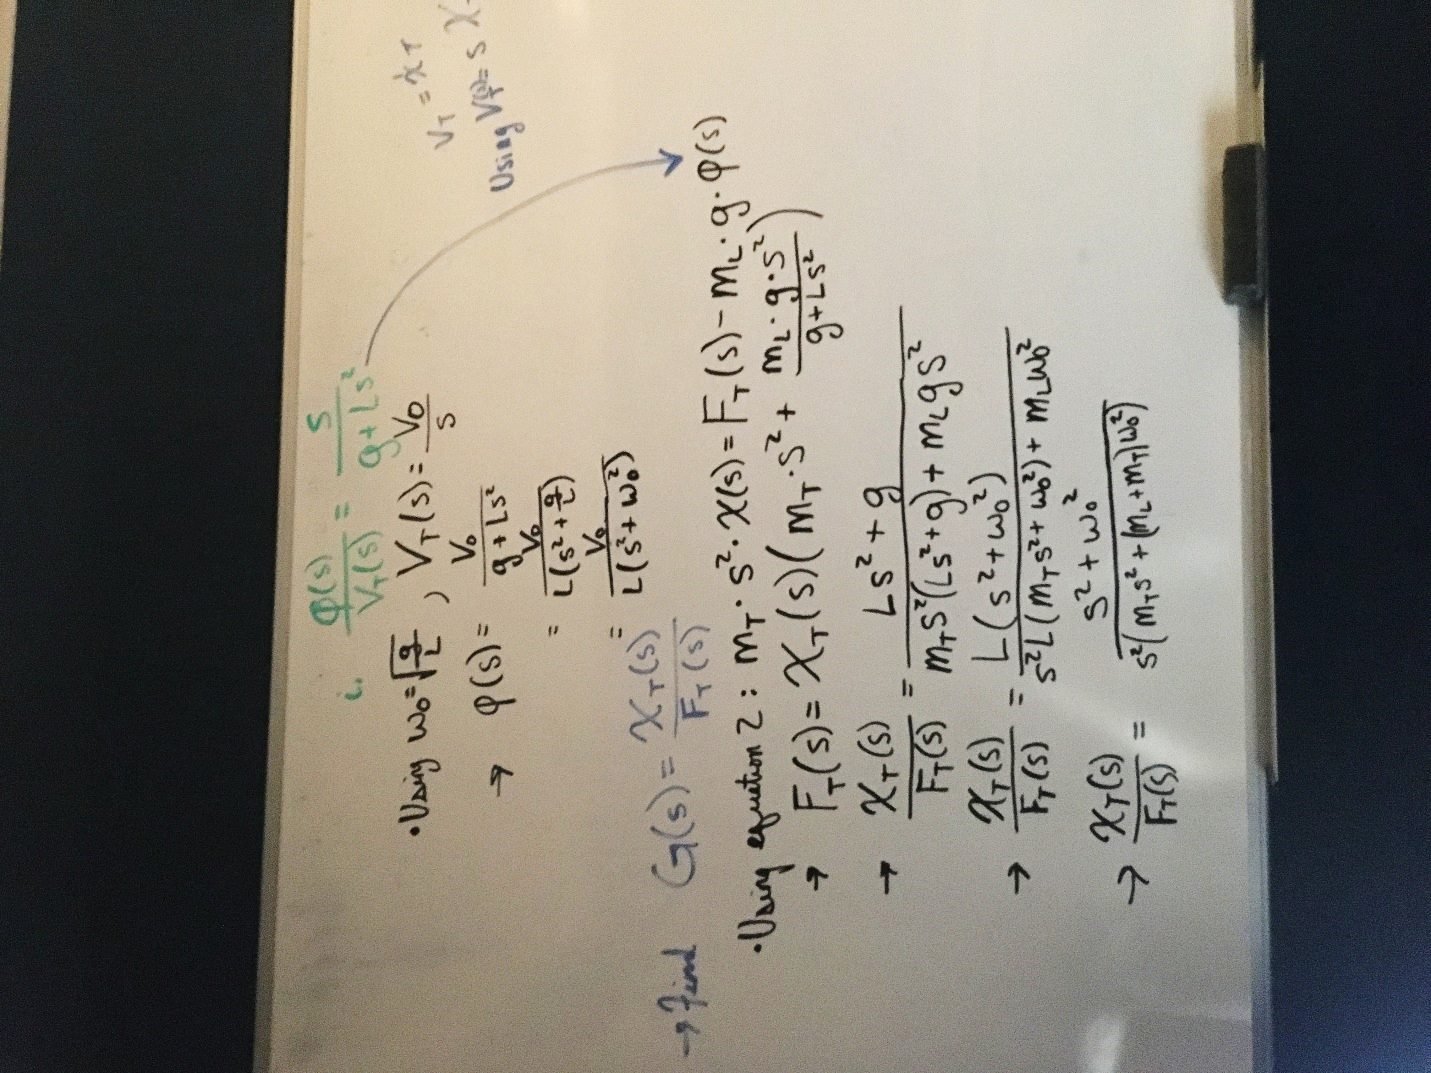 V_T = ẋ_T
Using V_T(s) = s X
i. φ(s)/V_T(s) = s/(g + Ls²)
• Using ω₀ = √(g/L), V_T(s) = V₀/s
→ φ(s) = V₀/(g + Ls²)
= V₀/(L(s² + g/L))
= V₀/(L(s² + ω₀²))
→ Find G(s) = X_T(s)/F_T(s)
• Using equation 2: m_T · s² · X(s) = F_T(s) - m_L · g · φ(s)
→ F_T(s) = X_T(s)(m_T · s² + (m_L · g · s²)/(g + Ls²))
→ X_T(s)/F_T(s) = (Ls² + g)/(m_T s²(Ls² + g) + m_L g s²)
→ X_T(s)/F_T(s) = L(s² + ω₀²)/(s² L(m_T s² + ω₀²) + m_L ω₀²
→ X_T(s)/F_T(s) = (s² + ω₀²)/(s²(m_T s² + (m_L + m_T) ω₀²)